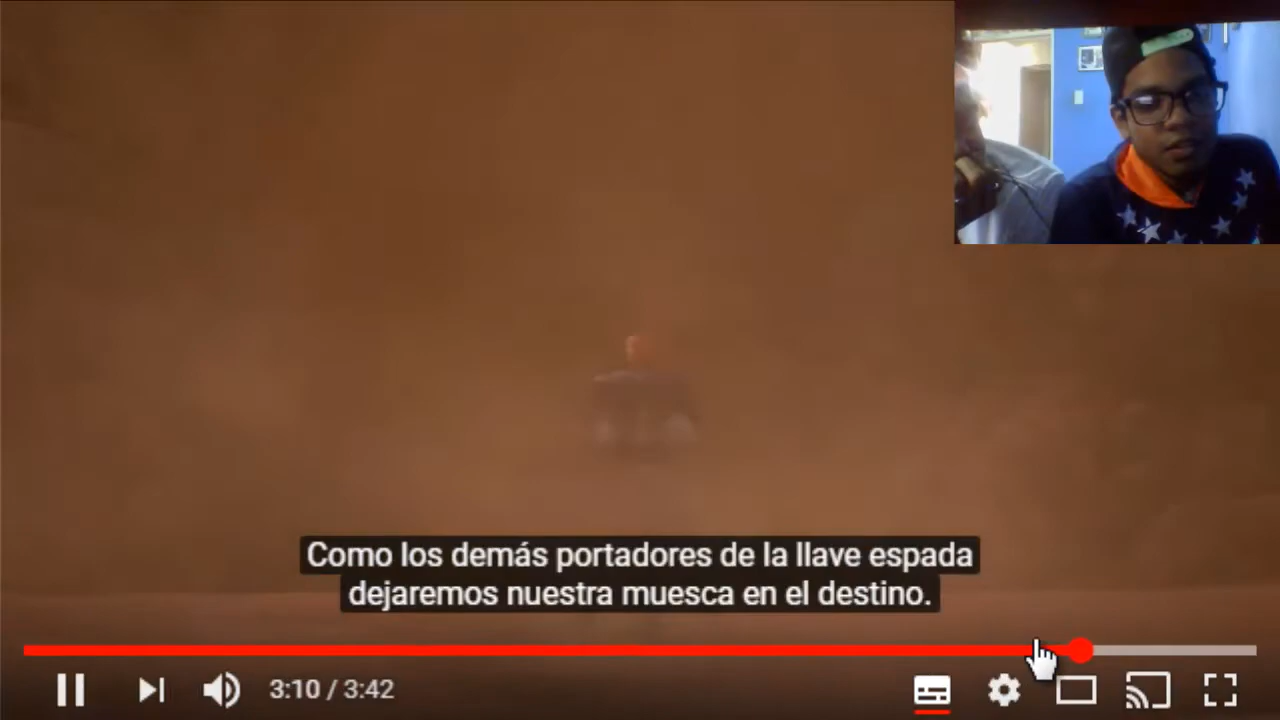 Como los demás portadores de la llave espada
dejaremos nuestra muesca en el destino.
3:10 / 3:42